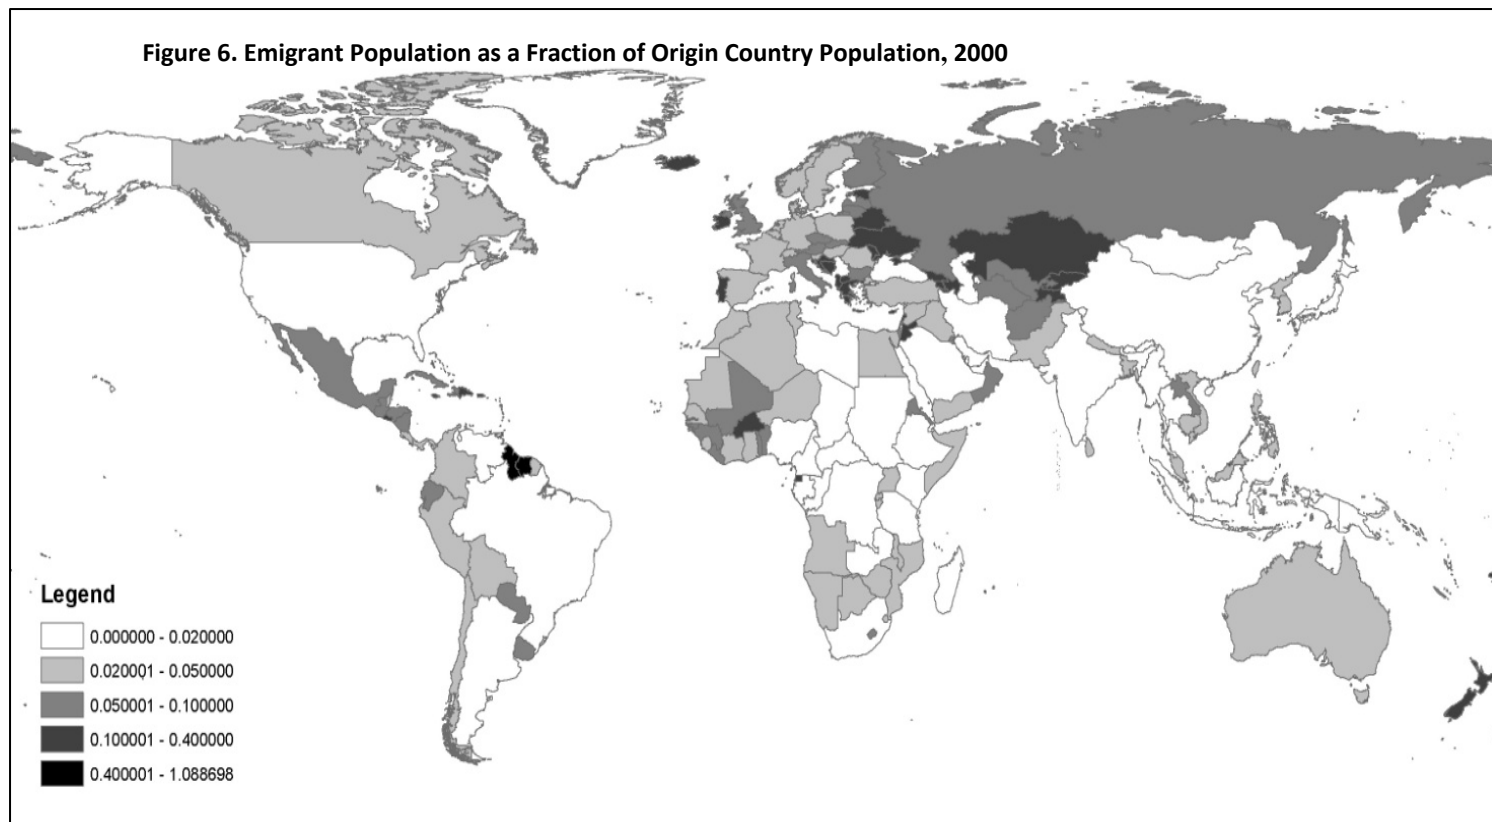 Figure 6. Emigrant Population as a Fraction of Origin Country Population, 2000
Legend
0.000000 - 0.020000
0.020001 - 0.050000
0.050001 - 0.100000
0.100001 - 0.400000
0.400001 - 1.088698